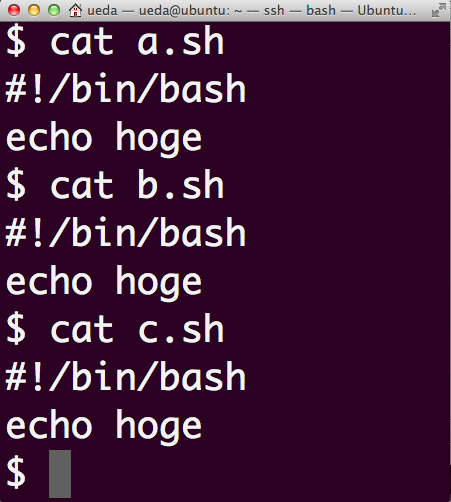 ueda — ueda@ubuntu: ~ — ssh — bash — Ubuntu…
$ cat a.sh
#!/bin/bash
echo hoge
$ cat b.sh
#!/bin/bash
echo hoge
$ cat c.sh
#!/bin/bash
echo hoge
$